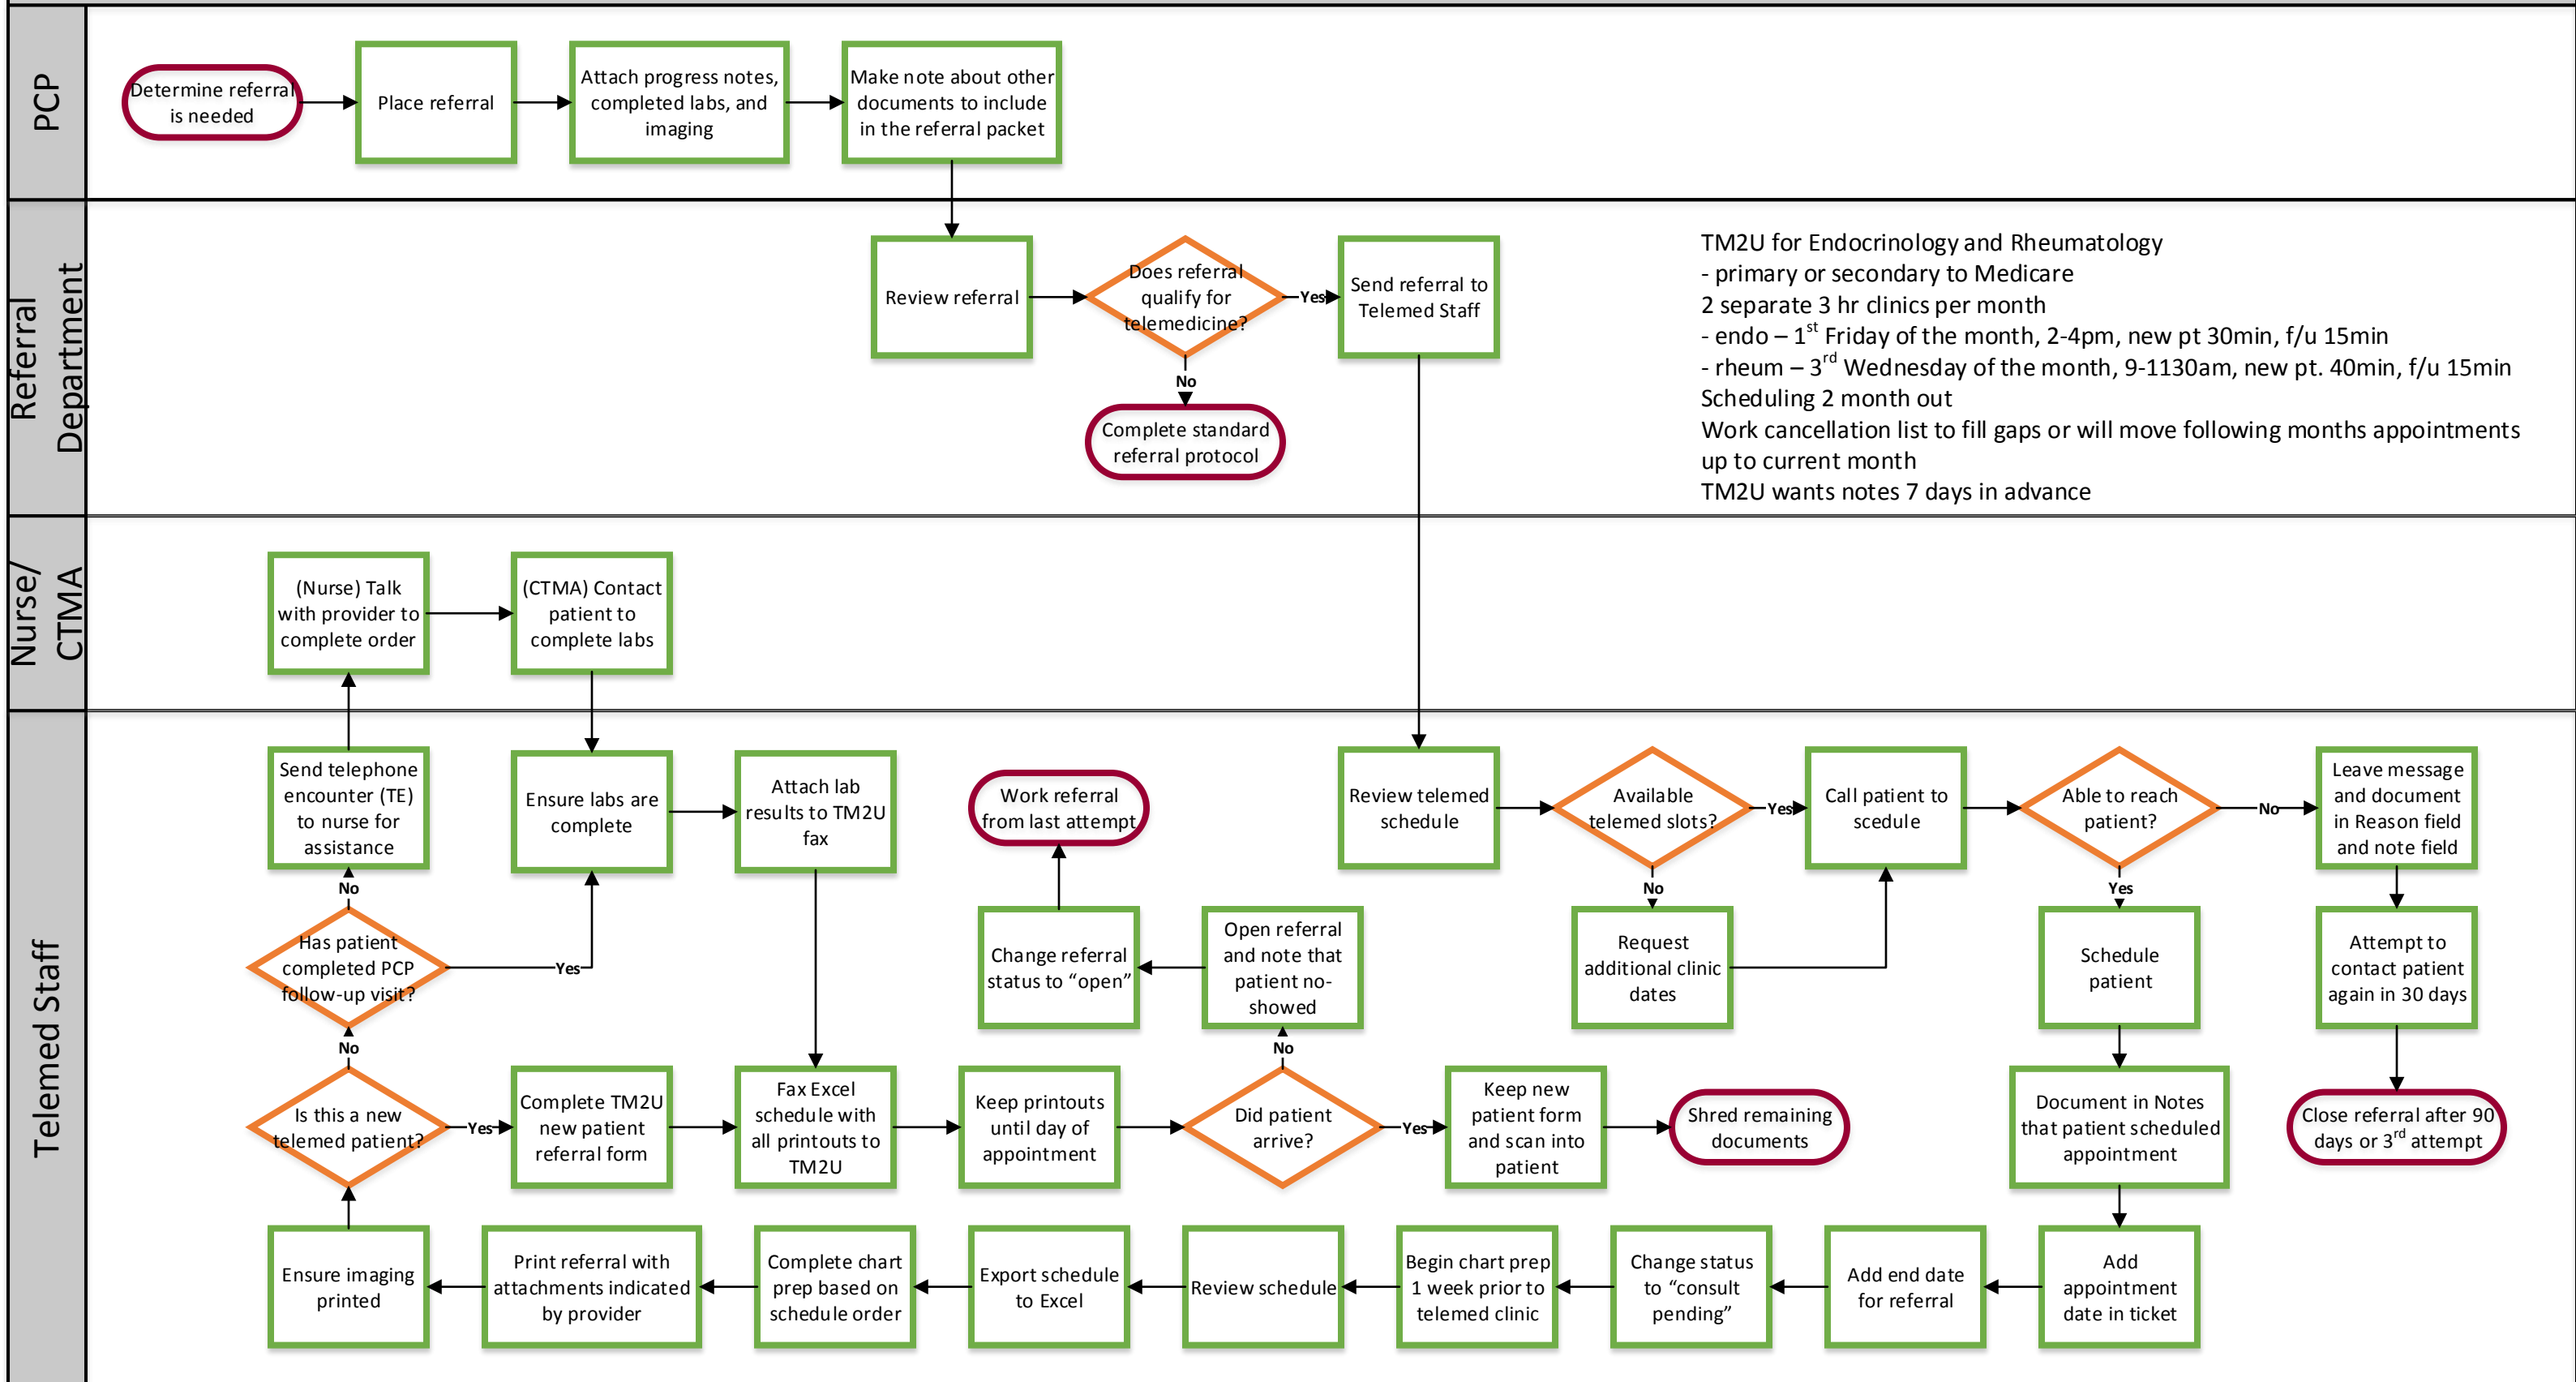 PCP
Determine referral
is needed
Place referral
Attach progress notes,
completed labs, and
imaging
Make note about other
documents to include
in the referral packet
Referral
Department
Review referral
Does referral
qualify for
telemedicine?
Yes
Send referral to
Telemed Staff
No
Complete standard
referral protocol
TM2U for Endocrinology and Rheumatology
- primary or secondary to Medicare
2 separate 3 hr clinics per month
- endo – 1st Friday of the month, 2-4pm, new pt 30min, f/u 15min
- rheum – 3rd Wednesday of the month, 9-1130am, new pt. 40min, f/u 15min
Scheduling 2 month out
Work cancellation list to fill gaps or will move following months appointments
up to current month
TM2U wants notes 7 days in advance
Nurse/
CTMA
(Nurse) Talk
with provider to
complete order
(CTMA) Contact
patient to
complete labs
Telemed Staff
Send telephone
encounter (TE)
to nurse for
assistance
Ensure labs are
complete
Attach lab
results to TM2U
fax
Work referral
from last attempt
Review telemed
schedule
Available
telemed slots?
Yes
Call patient to
scedule
Able to reach
patient?
No
Leave message
and document
in Reason field
and note field
No
No
Yes
Has patient
completed PCP
follow-up visit?
Yes
Change referral
status to “open”
Open referral
and note that
patient no-
showed
Request
additional clinic
dates
Schedule
patient
Attempt to
contact patient
again in 30 days
No
No
Is this a new
telemed patient?
Yes
Complete TM2U
new patient
referral form
Fax Excel
schedule with
all printouts to
TM2U
Keep printouts
until day of
appointment
Did patient
arrive?
Yes
Keep new
patient form
and scan into
patient
Shred remaining
documents
Document in Notes
that patient scheduled
appointment
Close referral after 90
days or 3rd attempt
Ensure imaging
printed
Print referral with
attachments indicated
by provider
Complete chart
prep based on
schedule order
Export schedule
to Excel
Review schedule
Begin chart prep
1 week prior to
telemed clinic
Change status
to “consult
pending”
Add end date
for referral
Add
appointment
date in ticket